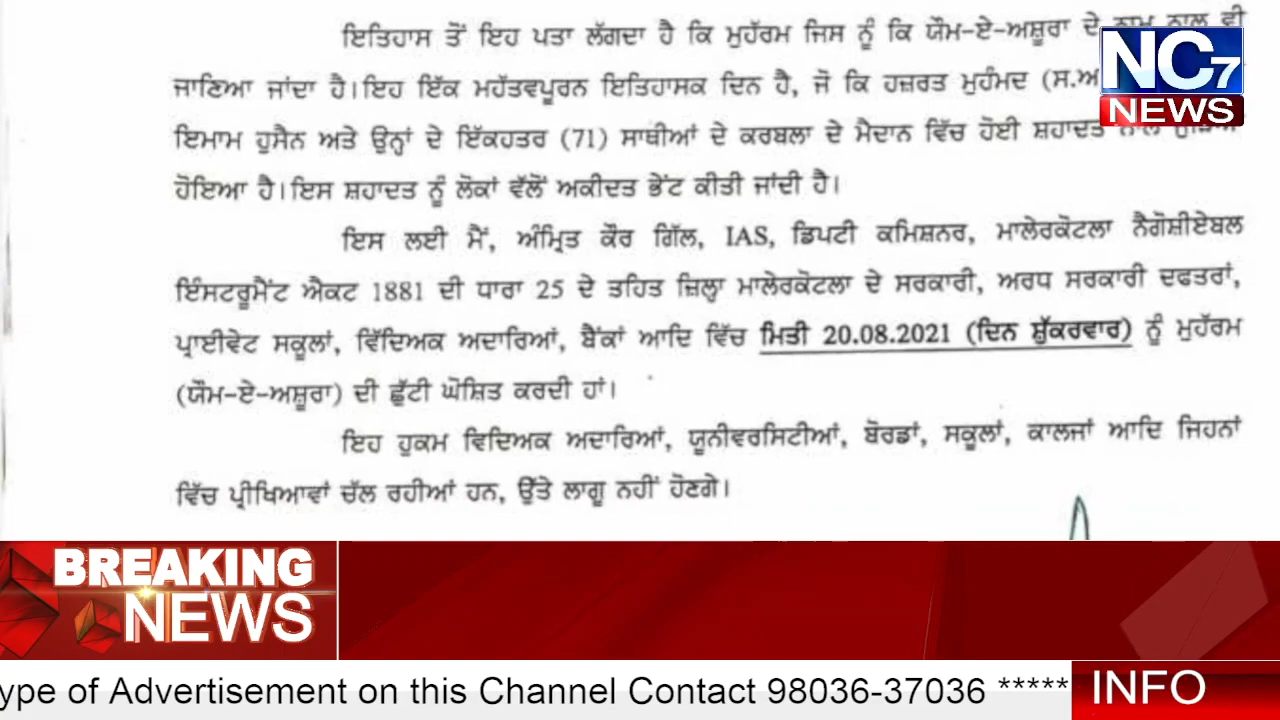 ਇਤਿਹਾਸ ਤੋਂ ਇਹ ਪਤਾ ਲੱਗਦਾ ਹੈ ਕਿ ਮੁਹੱਰਮ ਜਿਸ ਨੂੰ ਕਿ ਯੌਮ-ਏ-ਅਸ਼ੂਰਾ ਦੇ ਨਾਮ ਨਾਲ ਵੀ
ਜਾਣਿਆ ਜਾਂਦਾ ਹੈ।ਇਹ ਇੱਕ ਮਹੱਤਵਪੂਰਨ ਇਤਿਹਾਸਕ ਦਿਨ ਹੈ, ਜੋ ਕਿ ਹਜ਼ਰਤ ਮੁਹੰਮਦ (ਸ.ਅ
ਇਮਾਮ ਹੁਸੈਨ ਅਤੇ ਉਨ੍ਹਾਂ ਦੇ ਇੱਕਹਤਰ (71) ਸਾਥੀਆਂ ਦੇ ਕਰਬਲਾ ਦੇ ਮੈਦਾਨ ਵਿੱਚ ਹੋਈ ਸ਼ਹਾਦਤ ਨਾਲ
ਹੋਇਆ ਹੈ।ਇਸ ਸ਼ਹਾਦਤ ਨੂੰ ਲੋਕਾਂ ਵੱਲੋਂ ਅਕੀਦਤ ਭੇਂਟ ਕੀਤੀ ਜਾਂਦੀ ਹੈ।
ਇਸ ਲਈ ਮੈਂ, ਅੰਮ੍ਰਿਤ ਕੌਰ ਗਿੱਲ, IAS, ਡਿਪਟੀ ਕਮਿਸ਼ਨਰ, ਮਾਲੇਰਕੋਟਲਾ ਨੈਗੋਸ਼ੀਏਬਲ
ਇੰਸਟਰੂਮੈਂਟ ਐਕਟ 1881 ਦੀ ਧਾਰਾ 25 ਦੇ ਤਹਿਤ ਜ਼ਿਲ੍ਹਾ ਮਾਲੇਰਕੋਟਲਾ ਦੇ ਸਰਕਾਰੀ, ਅਰਧ ਸਰਕਾਰੀ ਦਫਤਰਾਂ,
ਪ੍ਰਾਈਵੇਟ ਸਕੂਲਾਂ, ਵਿੱਦਿਅਕ ਅਦਾਰਿਆਂ, ਬੈਂਕਾਂ ਆਦਿ ਵਿੱਚ ਮਿਤੀ 20.08.2021 (ਦਿਨ ਸ਼ੁੱਕਰਵਾਰ) ਨੂੰ ਮੁਹੱਰਮ
(ਯੌਮ-ਏ-ਅਸ਼ੂਰਾ) ਦੀ ਛੁੱਟੀ ਘੋਸ਼ਿਤ ਕਰਦੀ ਹਾਂ।
ਇਹ ਹੁਕਮ ਵਿਦਿਅਕ ਅਦਾਰਿਆਂ, ਯੂਨੀਵਰਸਿਟੀਆਂ, ਬੋਰਡਾਂ, ਸਕੂਲਾਂ, ਕਾਲਜਾਂ ਆਦਿ ਜਿਹਨਾਂ
ਵਿੱਚ ਪ੍ਰੀਖਿਆਵਾਂ ਚੱਲ ਰਹੀਆਂ ਹਨ, ਉੱਤੇ ਲਾਗੂ ਨਹੀਂ ਹੋਣਗੇ।
NC7
NEWS
BREAKING
NEWS
ype of Advertisement on this Channel Contact 98036-37036 *****
INFO